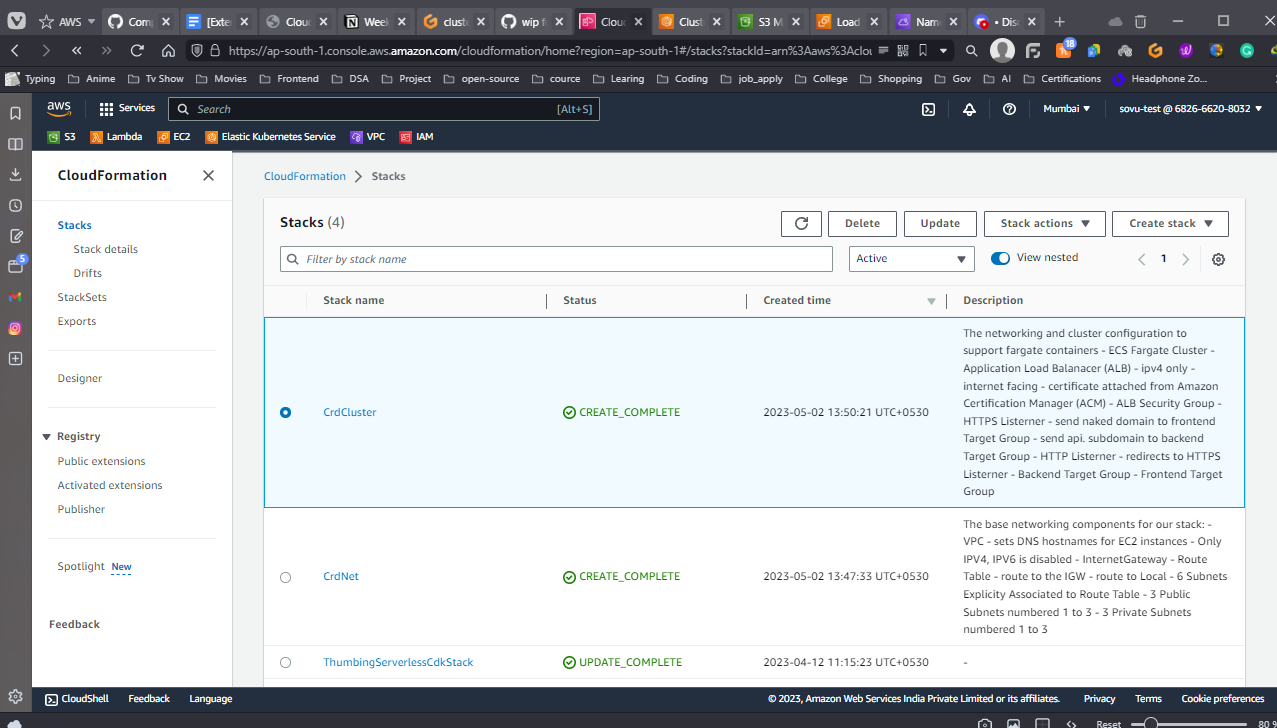 AWS
Comp
[Exter
Cloud
Week
cluste
wip f
Cloud
Cluste
S3 M
Load
Name
• Disc
https://ap-south-1.console.aws.amazon.com/cloudformation/home?region=ap-south-1#/stacks?stackId=arn%3Aaws%3Aclou
18
Typing
Anime
Tv Show
Movies
Frontend
DSA
Project
open-source
cource
Learing
Coding
job_apply
College
Shopping
Gov
AI
Certifications
Headphone Zo...
aws
Services
Search
[Alt+S]
Mumbai
sovu-test @ 6826-6620-8032
S3
Lambda
EC2
Elastic Kubernetes Service
VPC
IAM
5
CloudFormation
Stacks
Stack details
Drifts
StackSets
Exports
Designer
Registry
Public extensions
Activated extensions
Publisher
Spotlight New
Feedback
CloudFormation
Stacks
Stacks (4)
Delete
Update
Stack actions
Create stack
Filter by stack name
Active
View nested
1
Stack name
Status
Created time
Description
CrdCluster
CREATE_COMPLETE
2023-05-02 13:50:21 UTC+0530
The networking and cluster configuration to
support fargate containers - ECS Fargate Cluster -
Application Load Balanacer (ALB) - ipv4 only -
internet facing - certificate attached from Amazon
Certification Manager (ACM) - ALB Security Group -
HTTPS Listerner - send naked domain to frontend
Target Group - send api. subdomain to backend
Target Group - HTTP Listerner - redirects to HTTPS
Listerner - Backend Target Group - Frontend Target
Group
CrdNet
CREATE_COMPLETE
2023-05-02 13:47:33 UTC+0530
The base networking components for our stack: -
VPC - sets DNS hostnames for EC2 instances - Only
IPV4, IPV6 is disabled - InternetGateway - Route
Table - route to the IGW - route to Local - 6 Subnets
Explicity Associated to Route Table - 3 Public
Subnets numbered 1 to 3 - 3 Private Subnets
numbered 1 to 3
ThumbingServerlessCdkStack
UPDATE_COMPLETE
2023-04-12 11:15:23 UTC+0530
-
CloudShell
Feedback
Language
© 2023, Amazon Web Services India Private Limited or its affiliates.
Privacy
Terms
Cookie preferences
Reset
80 %